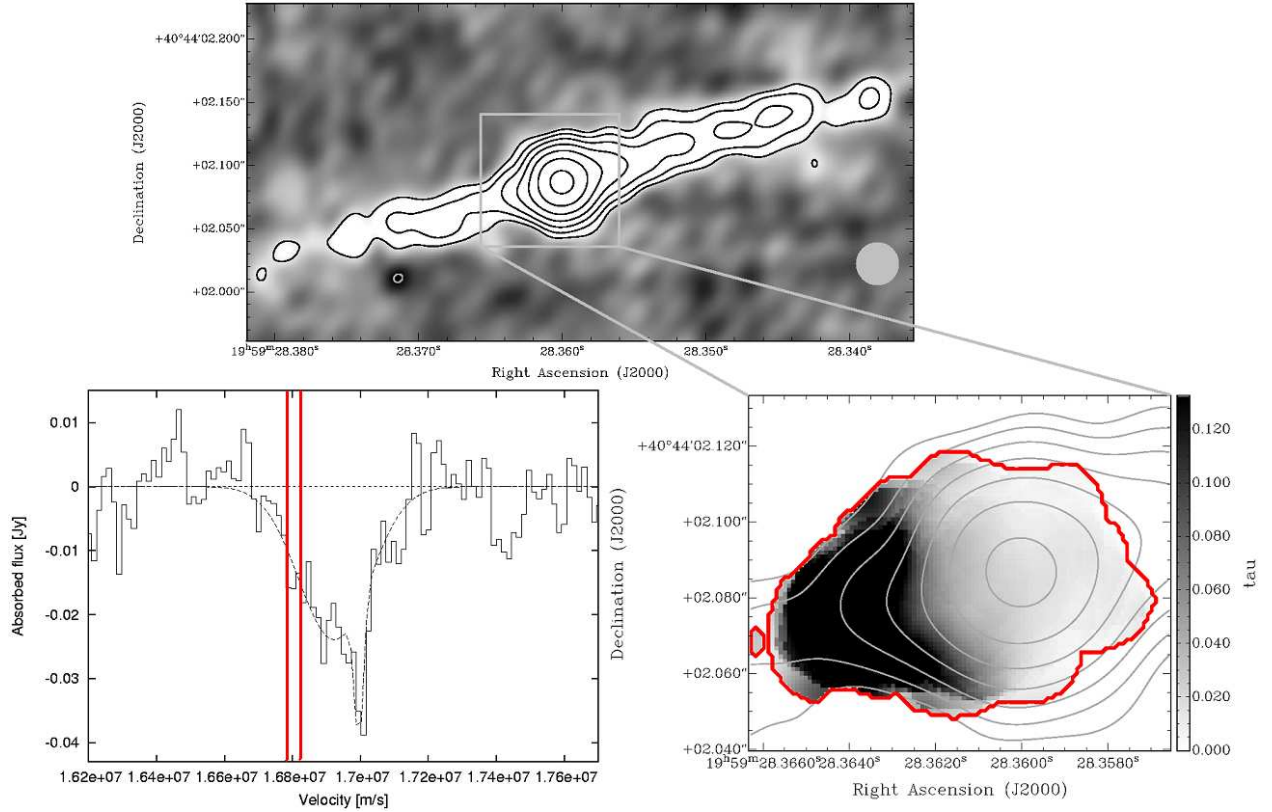 +40°44′02.200″
+02.150″
+02.100″
+02.050″
+02.000″
Declination (J2000)
19ʰ59ᵐ28.380ˢ 28.370ˢ 28.360ˢ 28.350ˢ 28.340ˢ
Right Ascension (J2000)
0.01
0
-0.01
-0.02
-0.03
-0.04
Absorbed flux [Jy]
1.62e+07 1.64e+07 1.66e+07 1.68e+07 1.7e+07 1.72e+07 1.74e+07 1.76e+07
Velocity [m/s]
+40°44′02.120″
+02.100″
+02.080″
+02.060″
+02.040″
Declination (J2000)
19ʰ59ᵐ28.3660ˢ 28.3640ˢ 28.3620ˢ 28.3600ˢ 28.3580ˢ
Right Ascension (J2000)
0.120
0.100
0.080
0.060
0.040
0.020
0.000
tau